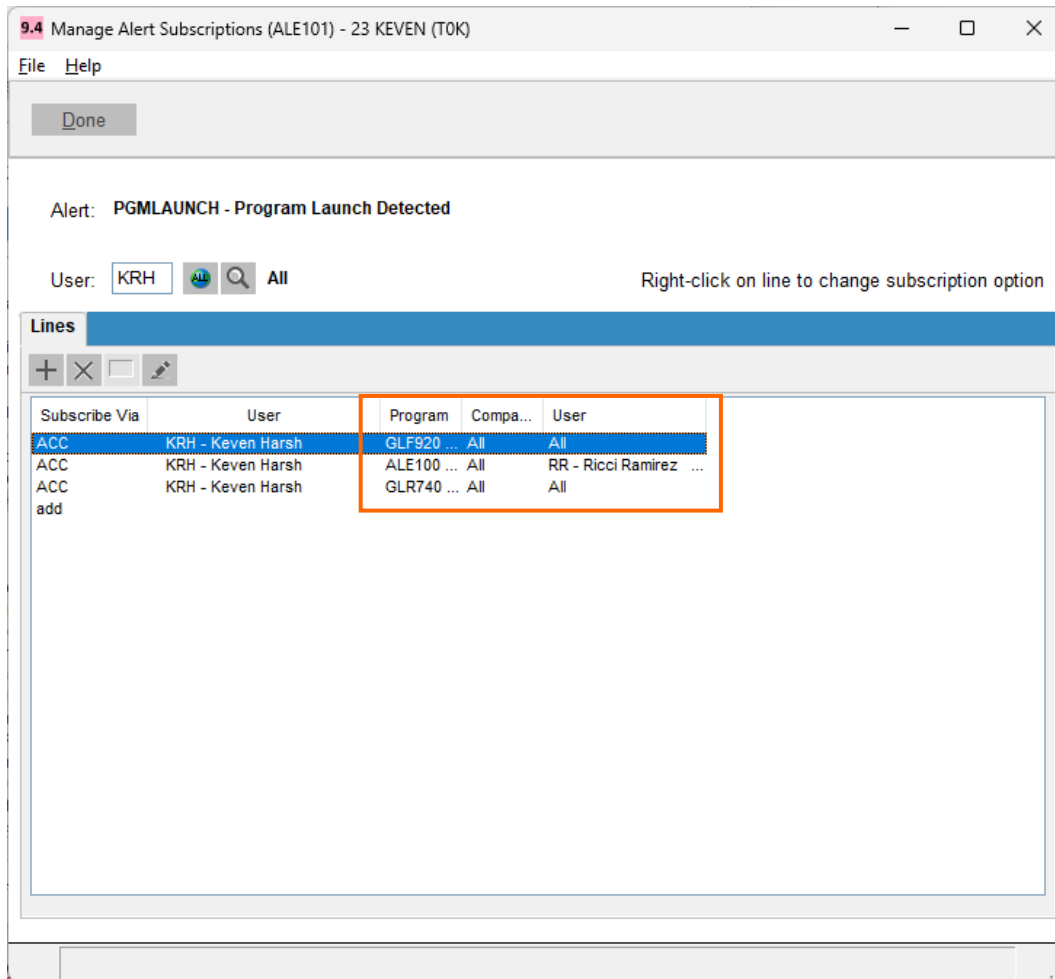 9.4 Manage Alert Subscriptions (ALE101) - 23 KEVEN (T0K)
File Help
Done
Alert: PGMLAUNCH - Program Launch Detected
User: KRH ALL All Right-click on line to change subscription option
Lines
Subscribe Via User Program Compa... User
ACC KRH - Keven Harsh GLF920 ... All All
ACC KRH - Keven Harsh ALE100 ... All RR - Ricci Ramirez ...
ACC KRH - Keven Harsh GLR740 ... All All
add